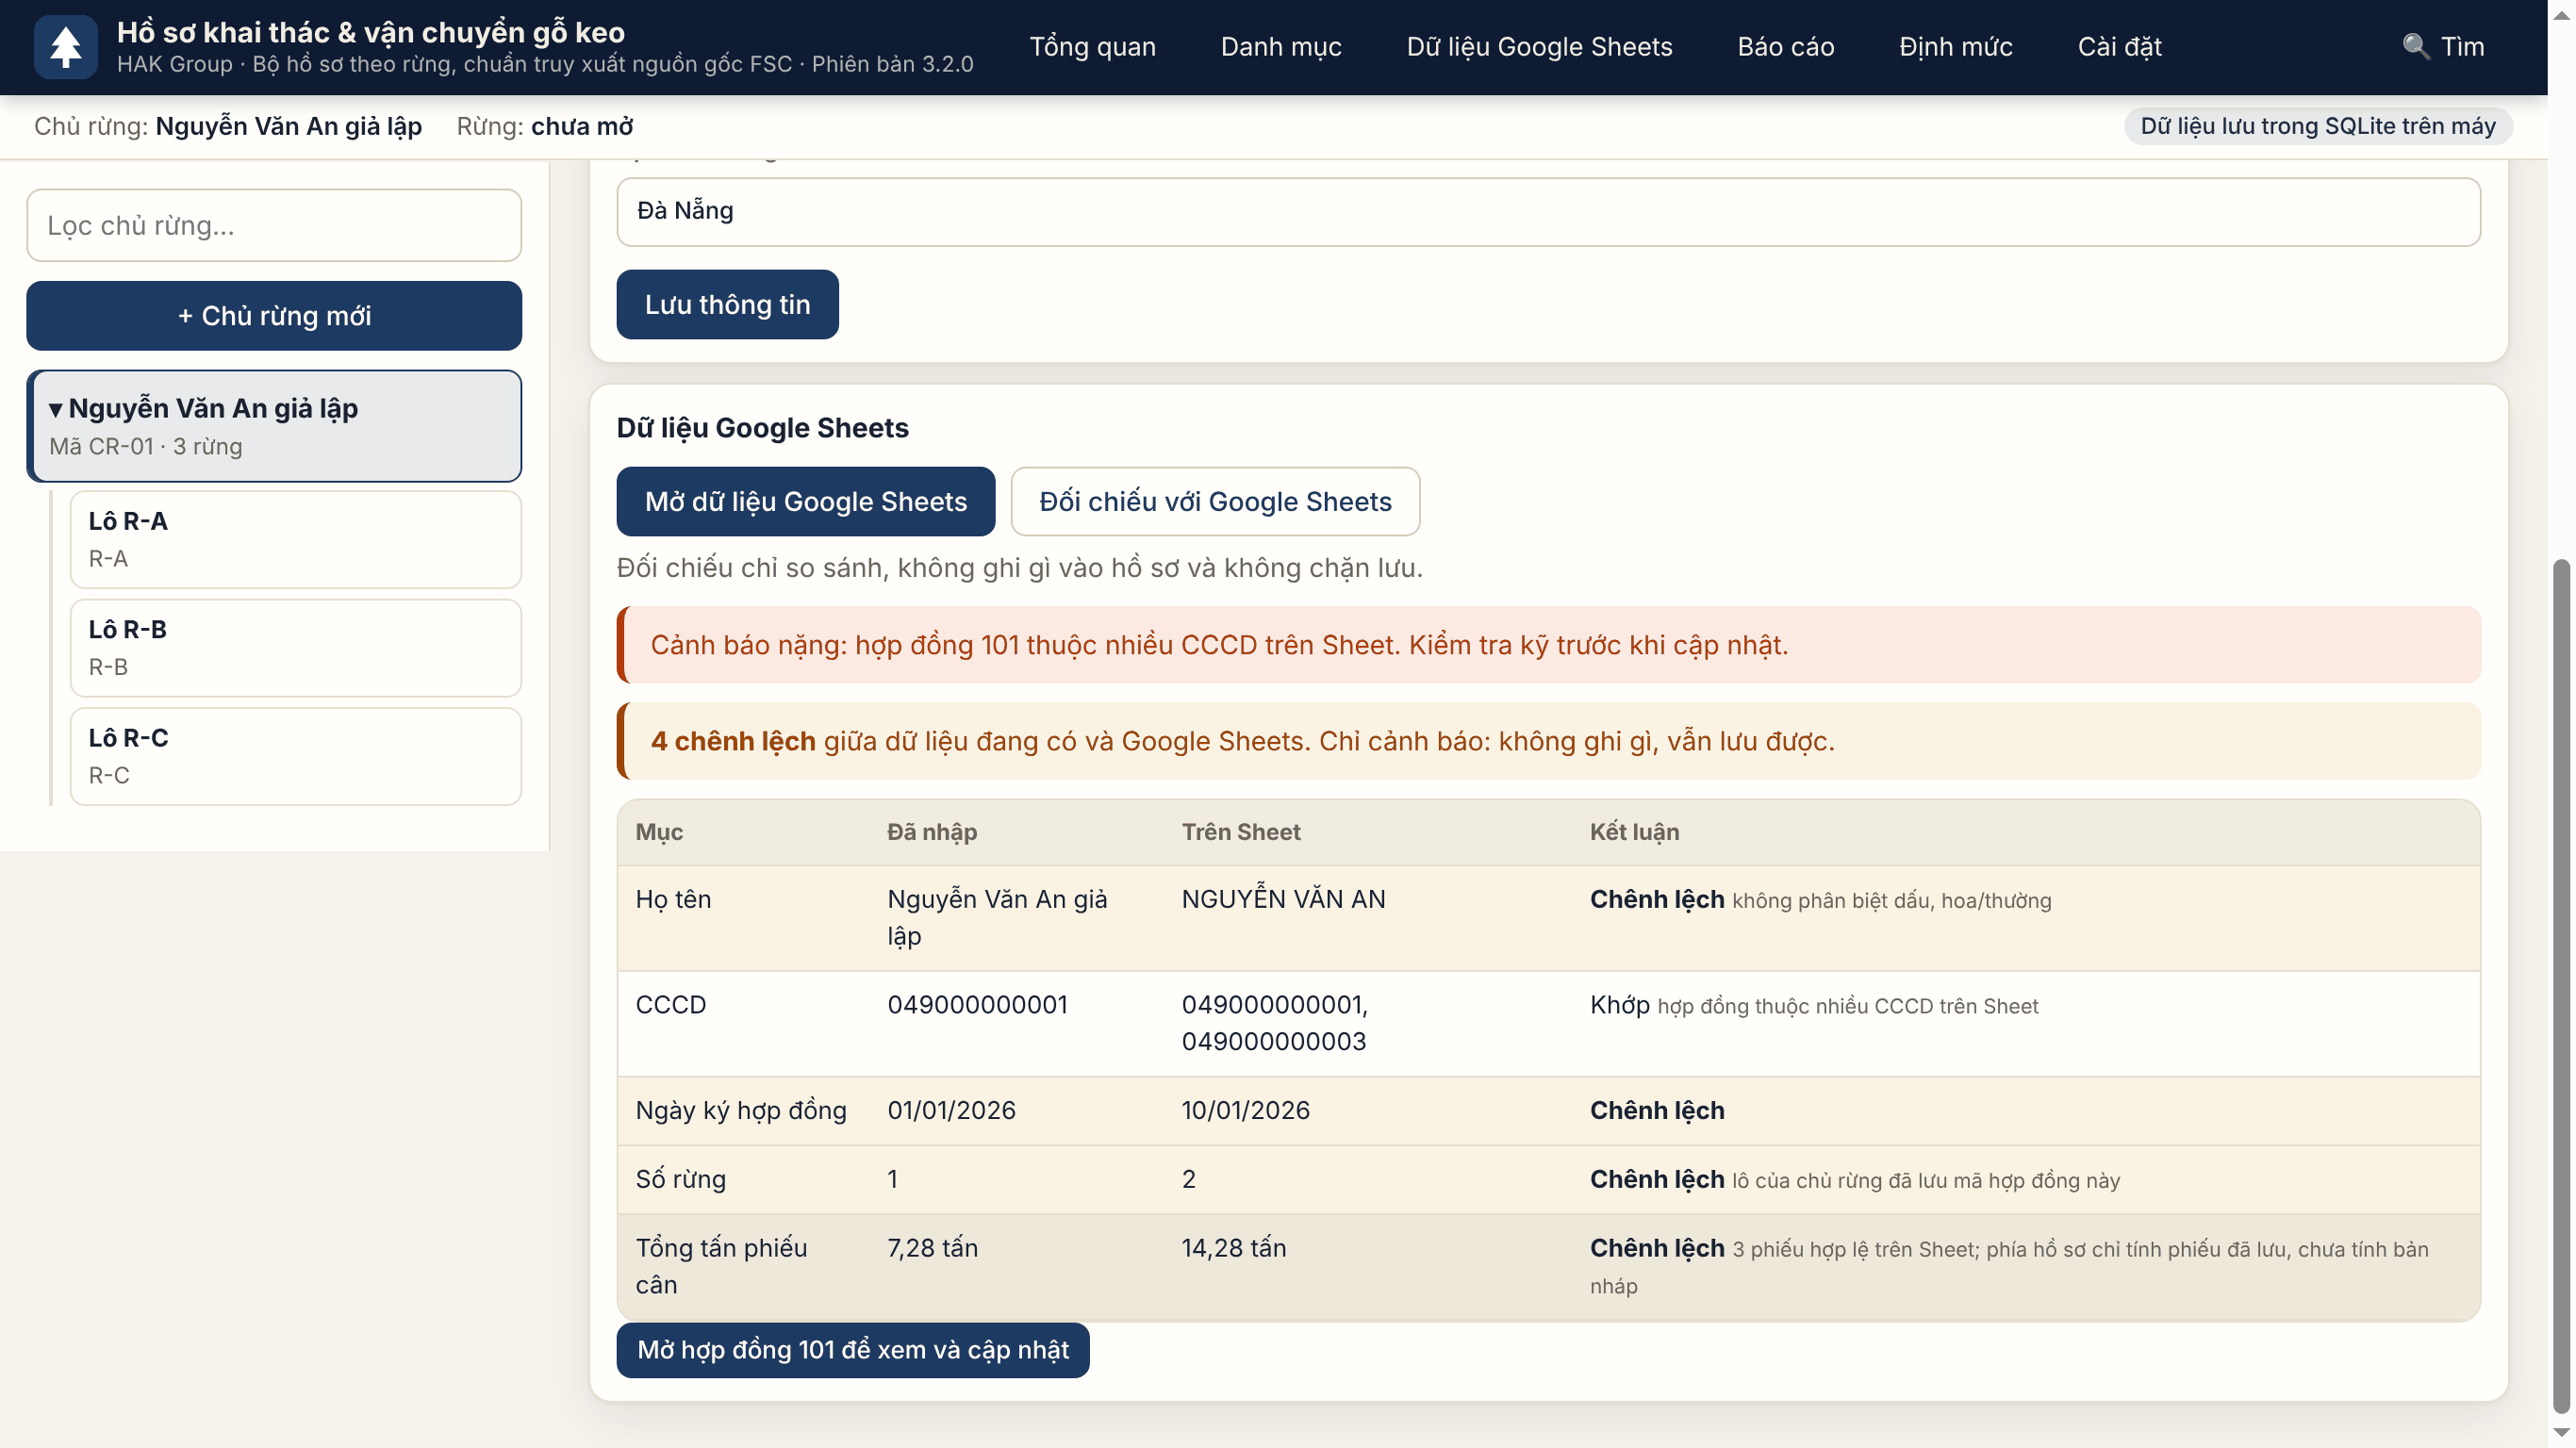 Hồ sơ khai thác & vận chuyển gỗ keo
HAK Group · Bộ hồ sơ theo rừng, chuẩn truy xuất nguồn gốc FSC · Phiên bản 3.2.0
Tổng quan
Danh mục
Dữ liệu Google Sheets
Báo cáo
Định mức
Cài đặt
🔍 Tìm
Chủ rừng: Nguyễn Văn An giả lập
Rừng: chưa mở
Dữ liệu lưu trong SQLite trên máy
Lọc chủ rừng...
+ Chủ rừng mới
▾ Nguyễn Văn An giả lập
Mã CR-01 · 3 rừng
Lô R-A
R-A
Lô R-B
R-B
Lô R-C
R-C
Đà Nẵng
Lưu thông tin
Dữ liệu Google Sheets
Mở dữ liệu Google Sheets
Đối chiếu với Google Sheets
Đối chiếu chỉ so sánh, không ghi gì vào hồ sơ và không chặn lưu.
Cảnh báo nặng: hợp đồng 101 thuộc nhiều CCCD trên Sheet. Kiểm tra kỹ trước khi cập nhật.
4 chênh lệch giữa dữ liệu đang có và Google Sheets. Chỉ cảnh báo: không ghi gì, vẫn lưu được.
Mục
Đã nhập
Trên Sheet
Kết luận
Họ tên
Nguyễn Văn An giả
lập
NGUYỄN VĂN AN
Chênh lệch không phân biệt dấu, hoa/thường
CCCD
049000000001
049000000001,
049000000003
Khớp hợp đồng thuộc nhiều CCCD trên Sheet
Ngày ký hợp đồng
01/01/2026
10/01/2026
Chênh lệch
Số rừng
1
2
Chênh lệch lô của chủ rừng đã lưu mã hợp đồng này
Tổng tấn phiếu
cân
7,28 tấn
14,28 tấn
Chênh lệch 3 phiếu hợp lệ trên Sheet; phía hồ sơ chỉ tính phiếu đã lưu, chưa tính bản
nháp
Mở hợp đồng 101 để xem và cập nhật